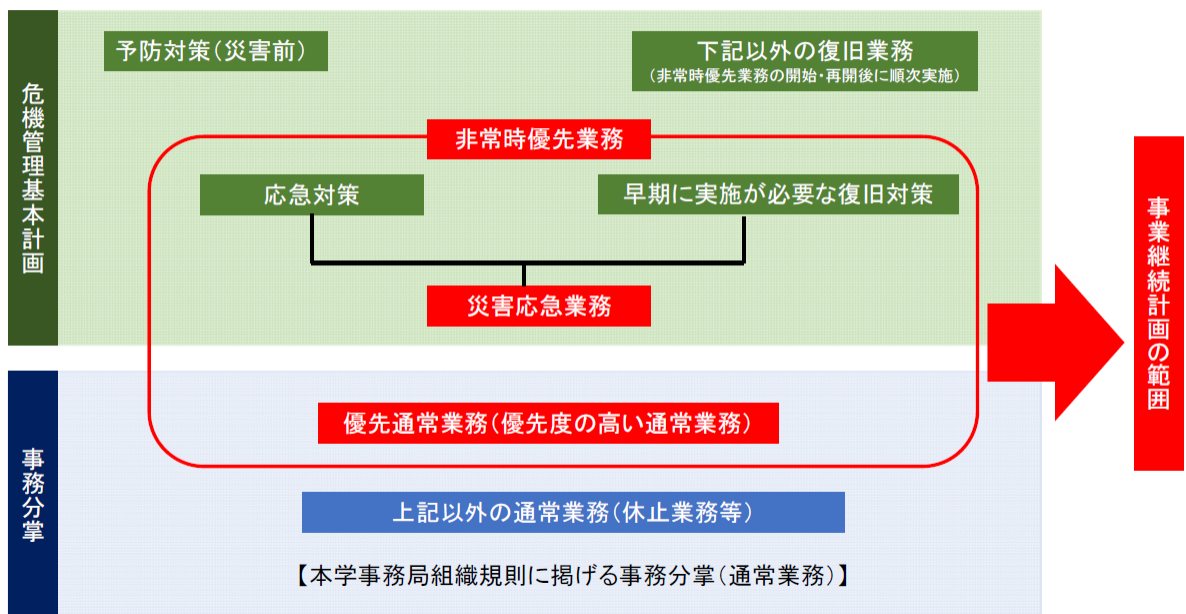 危機管理基本計画
予防対策(災害前)
下記以外の復旧業務
(非常時優先業務の開始・再開後に順次実施)
非常時優先業務
応急対策
早期に実施が必要な復旧対策
災害応急業務
事業継続計画の範囲
事務分掌
優先通常業務(優先度の高い通常業務)
上記以外の通常業務(休止業務等)
【本学事務局組織規則に掲げる事務分掌(通常業務)】